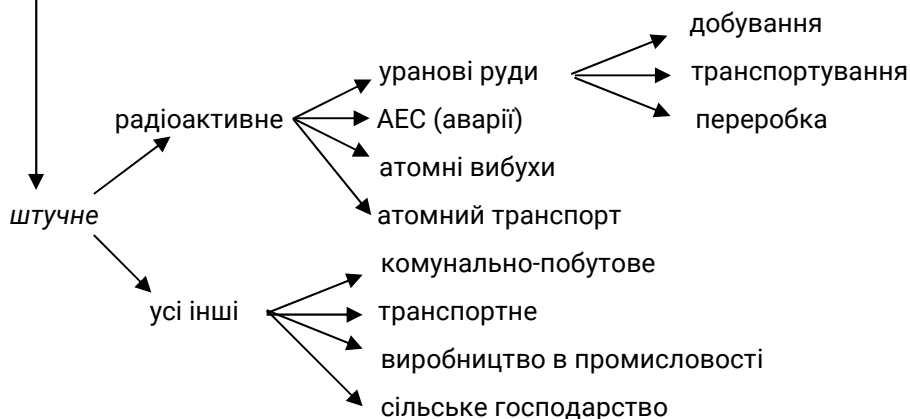 добування
уранові руди транспортування
радіоактивне АЕС (аварії) переробка
атомні вибухи
штучне атомний транспорт
комунально-побутове
усі інші транспортне
виробництво в промисловості
сільське господарство